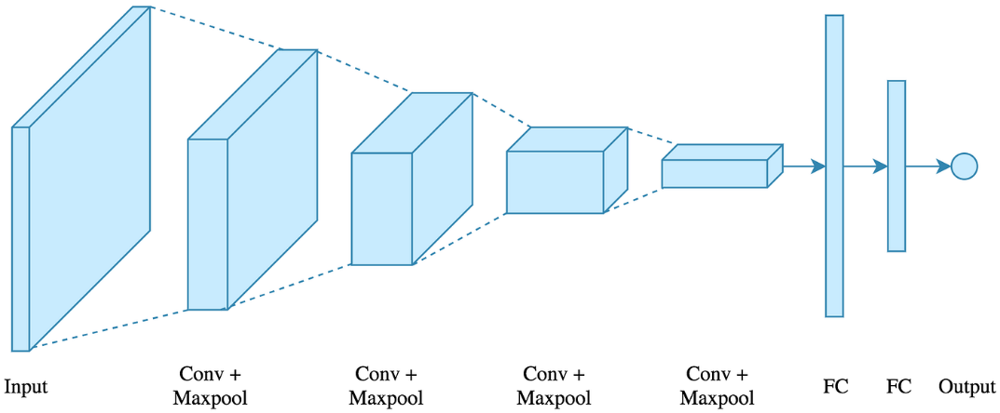 Input
Conv +
Maxpool
Conv +
Maxpool
Conv +
Maxpool
Conv +
Maxpool
FC
FC
Output